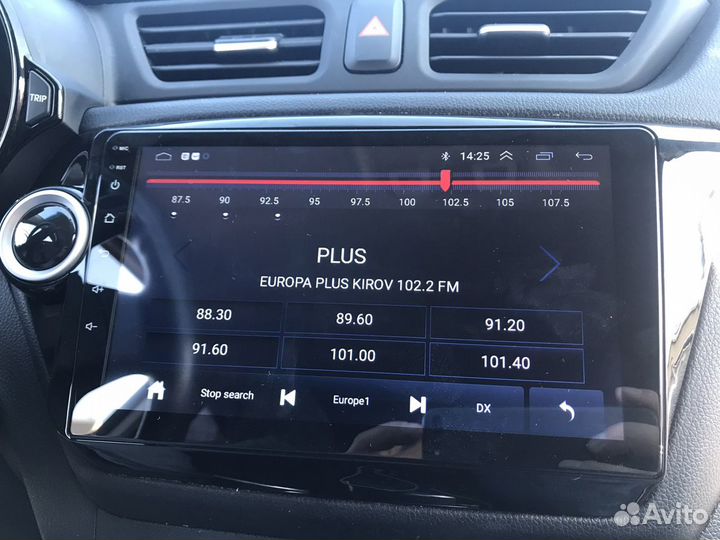 TRIP
MIC
RST
14:25
87.5 90 92.5 95 97.5 100 102.5 105 107.5
PLUS
EUROPA PLUS KIROV 102.2 FM
88.30 89.60 91.20
91.60 101.00 101.40
Stop search Europe1 DX
Avito